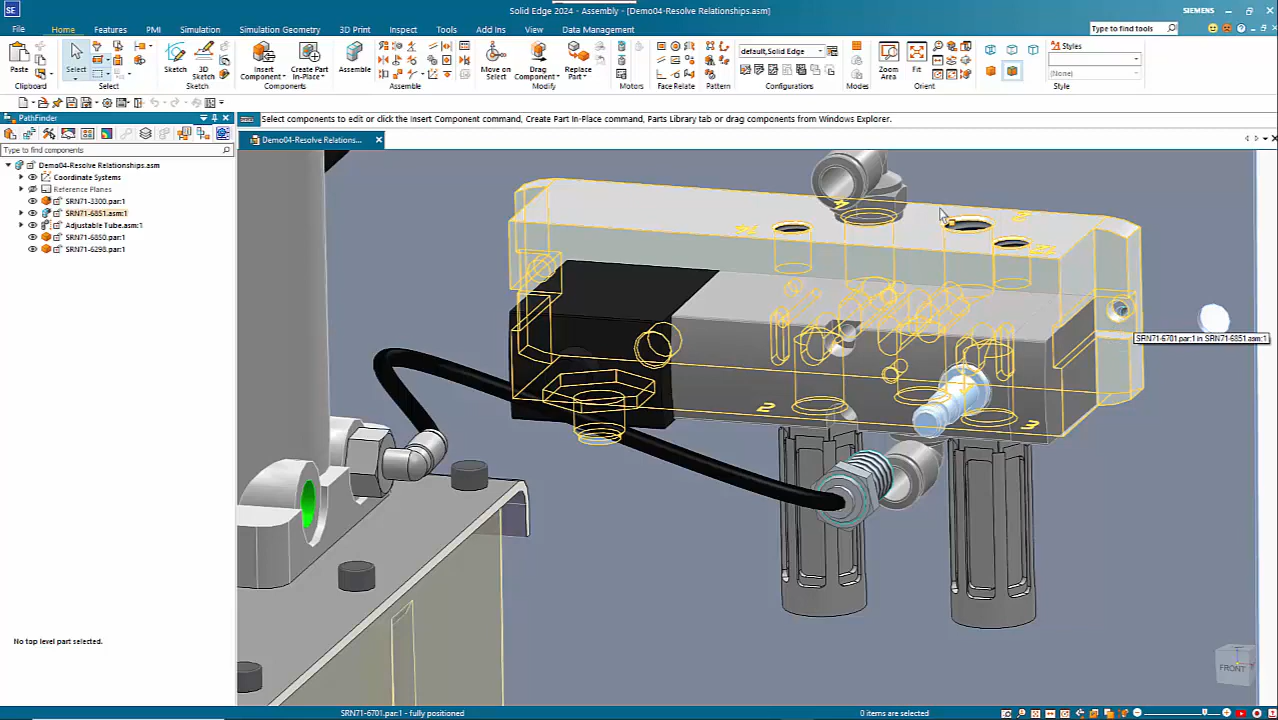 SE
Solid Edge 2024 - Assembly - [Demo04-Resolve Relationships.asm]
SIEMENS
File
Home
Features
PMI
Sketching
Simulation
Simulation Geometry
3D Print
Inspect
Tools
Add Ins
View
Data Management
Type to find tools
Paste
Select
Sketch
3D Sketch
Insert Component
Create Part In-Place
Assemble
Move on Select
Drag Component
Replace Part
default,Solid Edge
Zoom Area
Fit
Styles
(None)
Clipboard
Select
Sketch
Components
Assemble
Modify
Motors
Face Relate
Pattern
Configurations
Modes
Orient
Style
PathFinder
Select components to edit or click the Insert Component command, Create Part In-Place command, Parts Library tab or drag components from Windows Explorer.
Demo04-Resolve Relations...
Type to find components
Demo04-Resolve Relationships.asm
Coordinate Systems
Reference Planes
SRN71-3300.par:1
SRN71-6851.asm:1
Adjustable Tube.asm:1
SRN71-6850.par:1
SRN71-6298.par:1
4
2
14
12
SRN71-6701.par:1 in SRN71-6851.asm:1
2
3
No top level part selected.
FRONT
SRN71-6701.par:1 - fully positioned
0 items are selected